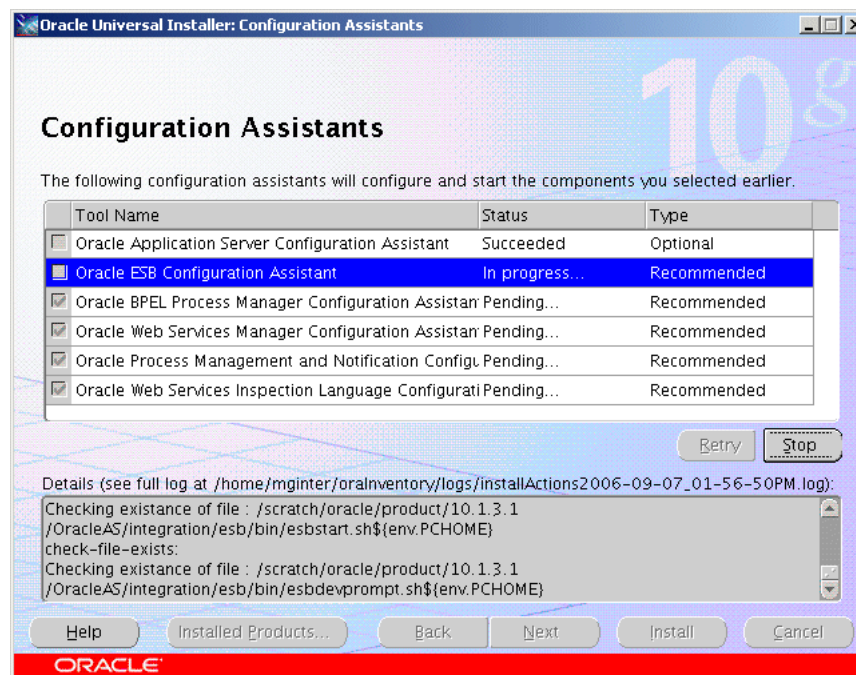 Oracle Universal Installer: Configuration Assistants
10g
Configuration Assistants
The following configuration assistants will configure and start the components you selected earlier.
Tool Name Status Type
Oracle Application Server Configuration Assistant Succeeded Optional
Oracle ESB Configuration Assistant In progress... Recommended
Oracle BPEL Process Manager Configuration Assistan Pending... Recommended
Oracle Web Services Manager Configuration Assistan Pending... Recommended
Oracle Process Management and Notification Configu Pending... Recommended
Oracle Web Services Inspection Language Configurati Pending... Recommended
Retry Stop
Details (see full log at /home/mginter/oraInventory/logs/installActions2006-09-07_01-56-50PM.log):
Checking existance of file : /scratch/oracle/product/10.1.3.1
/OracleAS/integration/esb/bin/esbstart.sh${env.PCHOME}
check-file-exists:
Checking existance of file : /scratch/oracle/product/10.1.3.1
/OracleAS/integration/esb/bin/esbdevprompt.sh${env.PCHOME}
Help Installed Products... Back Next Install Cancel
ORACLE